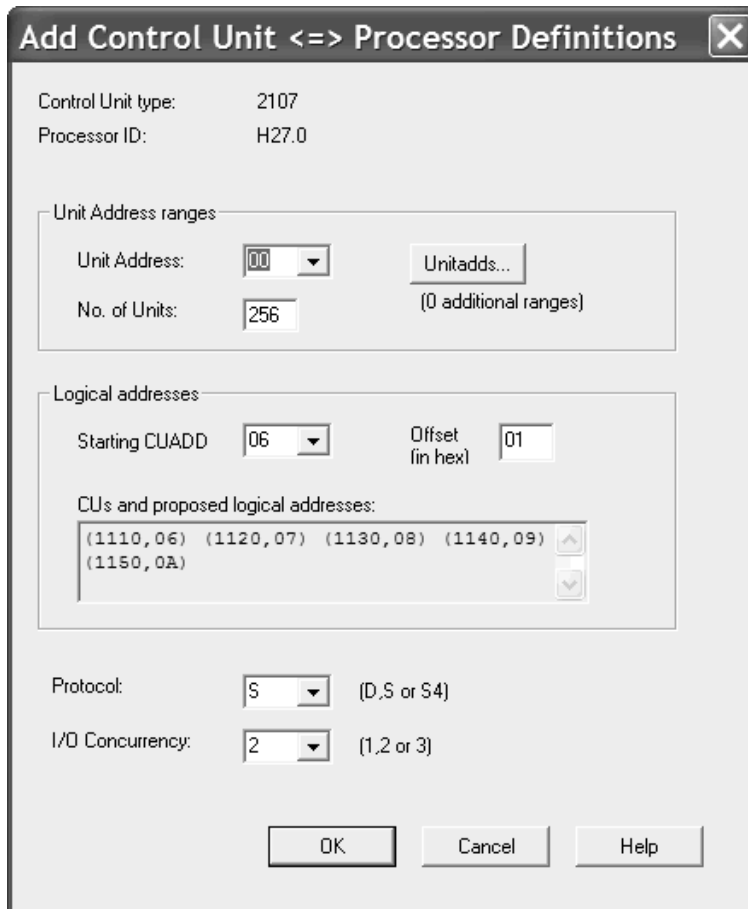 Add Control Unit <=> Processor Definitions
Control Unit type: 2107
Processor ID: H27.0
Unit Address ranges
Unit Address: 00 Unitadds...
No. of Units: 256 (0 additional ranges)
Logical addresses
Starting CUADD 06 Offset (in hex) 01
CUs and proposed logical addresses:
(1110,06) (1120,07) (1130,08) (1140,09)
(1150,0A)
Protocol: S (D,S or S4)
I/O Concurrency: 2 (1,2 or 3)
OK Cancel Help